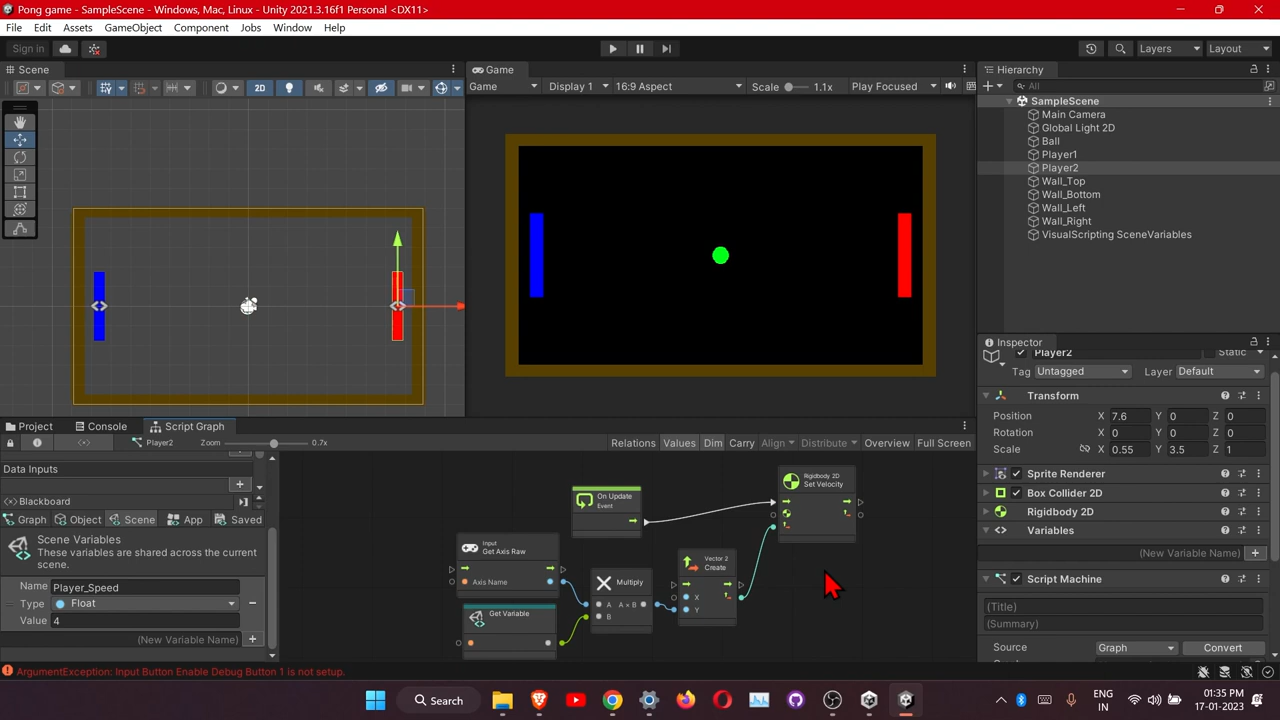 Pong game - SampleScene - Windows, Mac, Linux - Unity 2021.3.16f1 Personal <DX11>
File Edit Assets GameObject Component Jobs Window Help
Sign in
Layers Layout
Scene
Game
Hierarchy
2D
Game Display 1 16:9 Aspect Scale 1.1x Play Focused
All
SampleScene
Main Camera
Global Light 2D
Ball
Player1
Player2
Wall_Top
Wall_Bottom
Wall_Left
Wall_Right
VisualScripting SceneVariables
Inspector
Player2 Static
Tag Untagged Layer Default
Transform
Position X 7.6 Y 0 Z 0
Rotation X 0 Y 0 Z 0
Scale X 0.55 Y 3.5 Z 1
Sprite Renderer
Box Collider 2D
Rigidbody 2D
Variables
(New Variable Name)
Script Machine
(Title)
(Summary)
Source Graph Convert
Project Console Script Graph
Player2 Zoom 0.7x Relations Values Dim Carry Align Distribute Overview Full Screen
Data Inputs
Blackboard
Graph Object Scene App Saved
Scene Variables
These variables are shared across the current
scene.
Name Player_Speed
Type Float
Value 4
(New Variable Name)
On Update
Event
Rigidbody 2D
Set Velocity
Input
Get Axis Raw
Axis Name
Get Variable
Multiply
A A × B
B
Vector 2
Create
X
Y
ArgumentException: Input Button Enable Debug Button 1 is not setup.
Search
ENG
IN
01:35 PM
17-01-2023